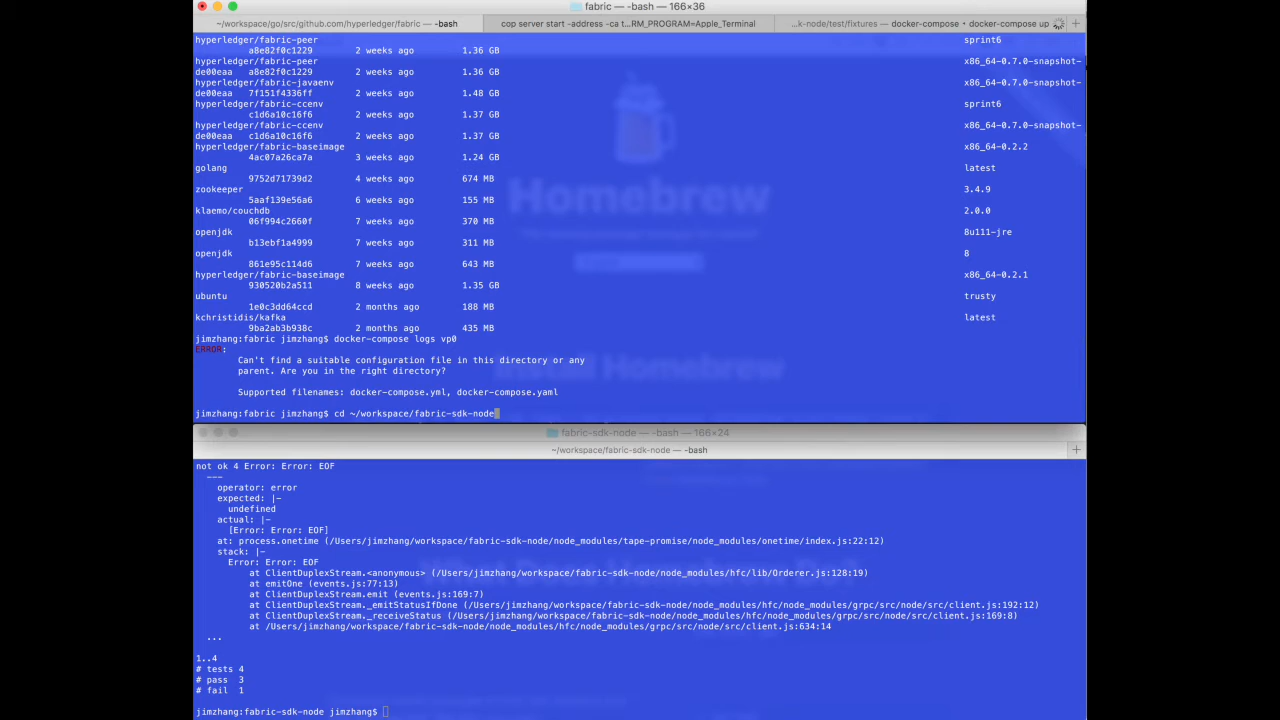 fabric — -bash — 166×36
~/workspace/go/src/github.com/hyperledger/fabric — -bash cop server start -address -ca t...RM_PROGRAM=Apple_Terminal ...k-node/test/fixtures — docker-compose • docker-compose up +
hyperledger/fabric-peer sprint6
a8e82f0c1229 2 weeks ago 1.36 GB
hyperledger/fabric-peer x86_64-0.7.0-snapshot-
de00eaa a8e82f0c1229 2 weeks ago 1.36 GB
hyperledger/fabric-javaenv x86_64-0.7.0-snapshot-
de00eaa 7f151f4336ff 2 weeks ago 1.48 GB
hyperledger/fabric-ccenv sprint6
c1d6a10c16f6 2 weeks ago 1.37 GB
hyperledger/fabric-ccenv x86_64-0.7.0-snapshot-
de00eaa c1d6a10c16f6 2 weeks ago 1.37 GB
hyperledger/fabric-baseimage x86_64-0.2.2
4ac07a26ca7a 3 weeks ago 1.24 GB
golang latest
9752d71739d2 4 weeks ago 674 MB
zookeeper 3.4.9
5aaf139e56a6 6 weeks ago 155 MB
klaemo/couchdb 2.0.0
06f994c2660f 7 weeks ago 370 MB
openjdk 8u111-jre
b13ebf1a4999 7 weeks ago 311 MB
openjdk 8
861e95c114d6 7 weeks ago 643 MB
hyperledger/fabric-baseimage x86_64-0.2.1
930520b2a511 8 weeks ago 1.35 GB
ubuntu trusty
1e0c3dd64ccd 2 months ago 188 MB
kchristidis/kafka latest
9ba2ab3b938c 2 months ago 435 MB
jimzhang:fabric jimzhang$ docker-compose logs vp0
ERROR:
Can't find a suitable configuration file in this directory or any
parent. Are you in the right directory?
Supported filenames: docker-compose.yml, docker-compose.yaml
jimzhang:fabric jimzhang$ cd ~/workspace/fabric-sdk-node
Homebrew
Install Homebrew
fabric-sdk-node — -bash — 166×24
~/workspace/fabric-sdk-node — -bash +
not ok 4 Error: Error: EOF
---
operator: error
expected: |-
undefined
actual: |-
[Error: Error: EOF]
at: process.onetime (/Users/jimzhang/workspace/fabric-sdk-node/node_modules/tape-promise/node_modules/onetime/index.js:22:12)
stack: |-
Error: Error: EOF
at ClientDuplexStream.<anonymous> (/Users/jimzhang/workspace/fabric-sdk-node/node_modules/hfc/lib/Orderer.js:128:19)
at emitOne (events.js:77:13)
at ClientDuplexStream.emit (events.js:169:7)
at ClientDuplexStream._emitStatusIfDone (/Users/jimzhang/workspace/fabric-sdk-node/node_modules/hfc/node_modules/grpc/src/node/src/client.js:192:12)
at ClientDuplexStream._receiveStatus (/Users/jimzhang/workspace/fabric-sdk-node/node_modules/hfc/node_modules/grpc/src/node/src/client.js:169:8)
at /Users/jimzhang/workspace/fabric-sdk-node/node_modules/hfc/node_modules/grpc/src/node/src/client.js:634:14
...
1..4
# tests 4
# pass 3
# fail 1
jimzhang:fabric-sdk-node jimzhang$